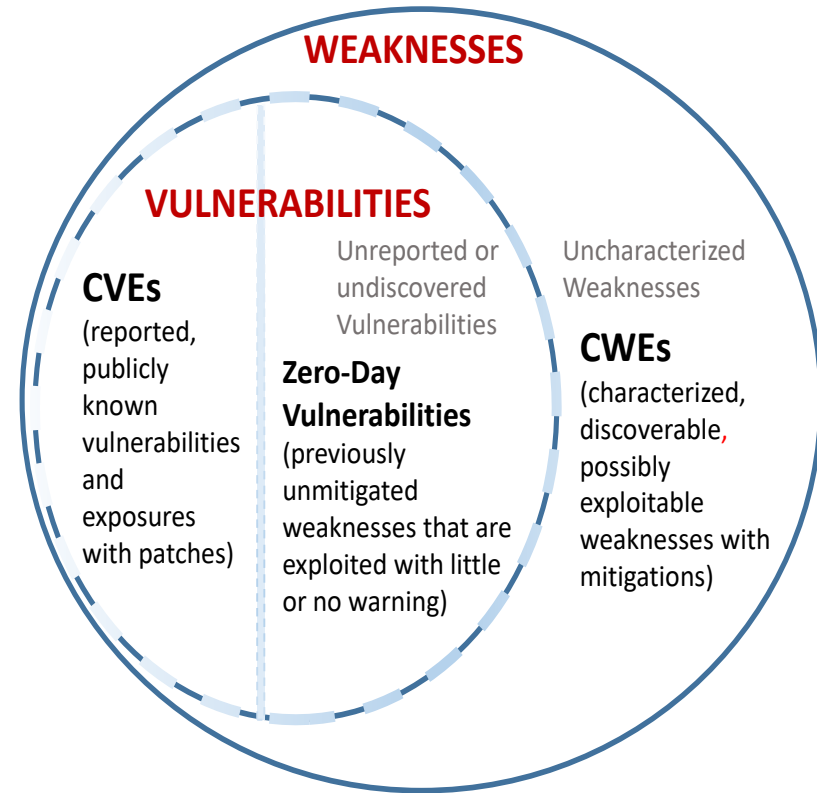 WEAKNESSES
VULNERABILITIES
CVEs
(reported,
publicly
known
vulnerabilities
and
exposures
with patches)
Unreported or
undiscovered
Vulnerabilities
Zero-Day
Vulnerabilities
(previously
unmitigated
weaknesses that are
exploited with little
or no warning)
Uncharacterized
Weaknesses
CWEs
(characterized,
discoverable,
possibly
exploitable
weaknesses with
mitigations)